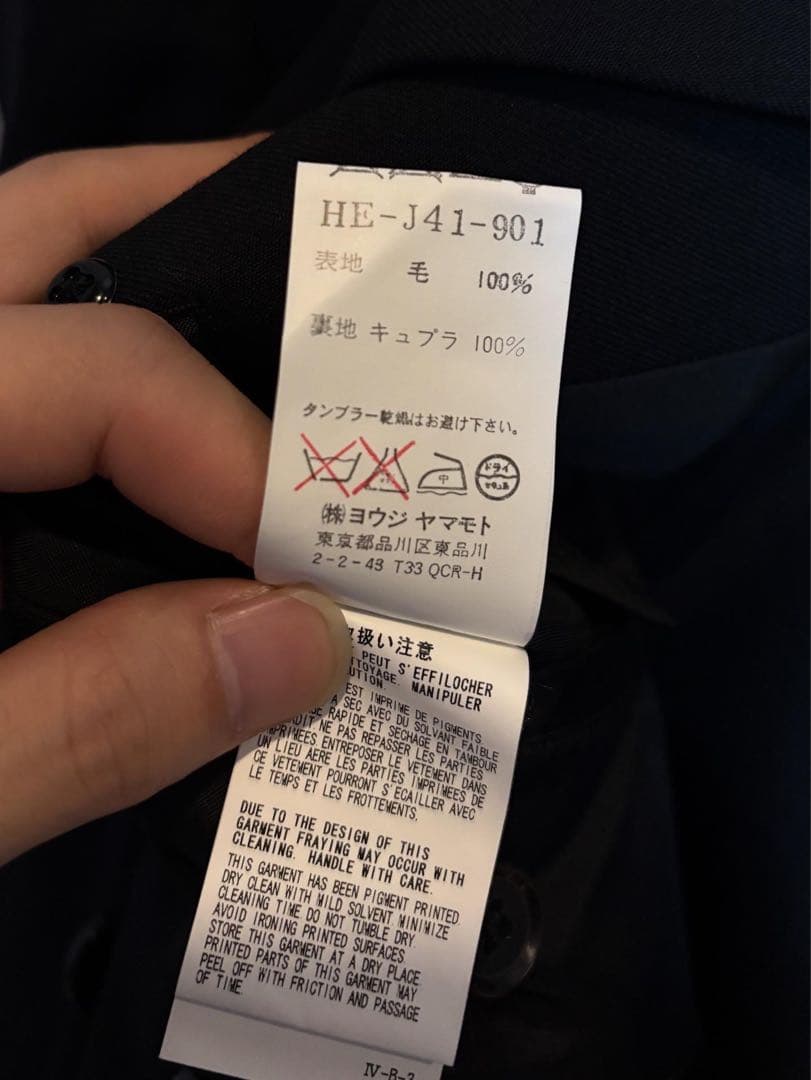 HE-J41-901
表地 毛 100%
裏地 キュプラ 100%
タンブラー乾燥はお避け下さい。
中
ドライ
(株)ヨウジ ヤマモト
東京都品川区東品川
2-2-43 T33 QCR-H
扱い注意
PEUT S'EFFILOCHER
MANIPULER
EST IMPRIME DE PIGMENTS
A SEC AVEC DU SOLVANT FAIBLE
RAPIDE ET SECHAGE EN TAMBOUR
NE PAS REPASSER LES PARTIES
ENTREPOSER LE VETEMENT DANS
UN LIEU AERE LES PARTIES IMPRIMEES DE
CE VETEMENT POURRONT S'ECAILLER AVEC
LE TEMPS ET LES FROTTEMENTS.
DUE TO THE DESIGN OF THIS
GARMENT FRAYING MAY OCCUR WITH
CLEANING. HANDLE WITH CARE.
THIS GARMENT HAS BEEN PIGMENT PRINTED.
DRY CLEAN WITH MILD SOLVENT MINIMIZE
CLEANING TIME DO NOT TUMBLE DRY.
AVOID IRONING PRINTED SURFACES
STORE THIS GARMENT AT A DRY PLACE
PRINTED PARTS OF THIS GARMENT MAY
PEEL OFF WITH FRICTION AND PASSAGE
OF TIME.